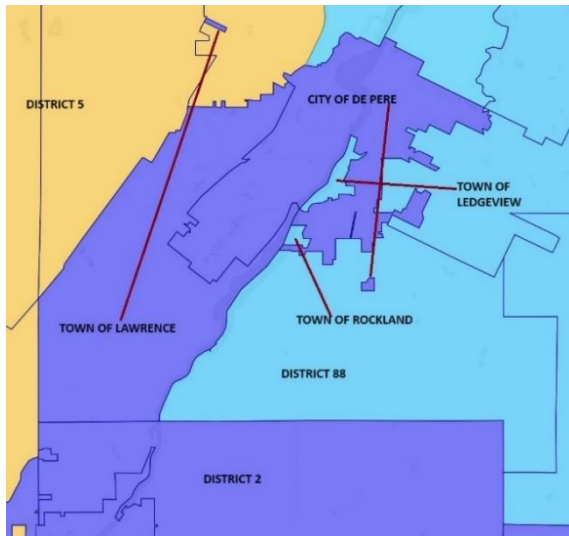 DISTRICT 5
CITY OF DE PERE
TOWN OF
LEDGEVIEW
TOWN OF LAWRENCE
TOWN OF ROCKLAND
DISTRICT 88
DISTRICT 2